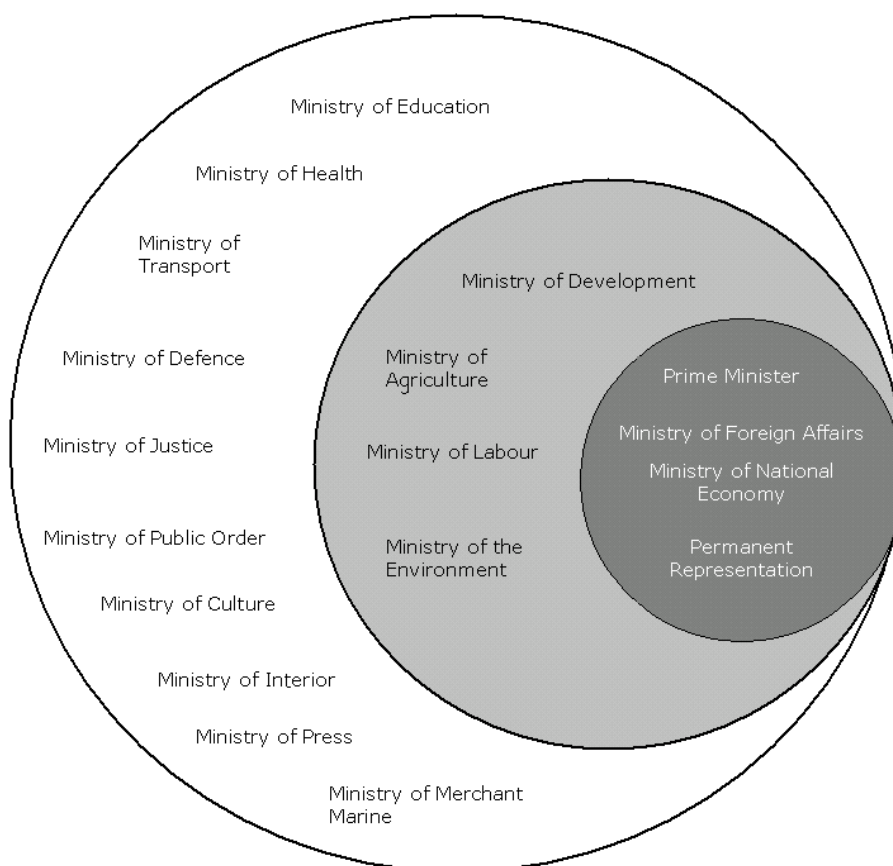 Ministry of Education
Ministry of Health
Ministry of
Transport
Ministry of Development
Ministry of Defence
Ministry of
Agriculture
Prime Minister
Ministry of Justice
Ministry of Labour
Ministry of Foreign Affairs
Ministry of National
Economy
Ministry of Public Order
Ministry of the
Environment
Permanent
Representation
Ministry of Culture
Ministry of Interior
Ministry of Press
Ministry of Merchant
Marine